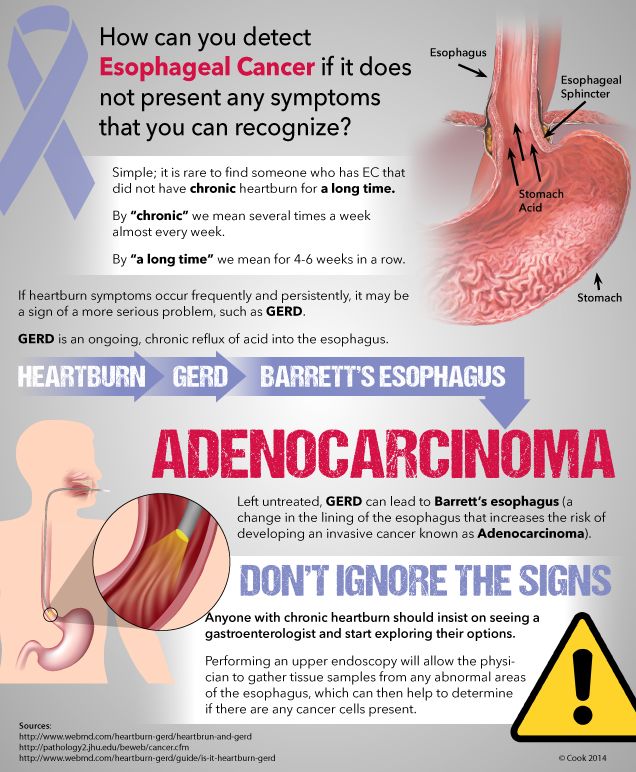 How can you detect
Esophageal Cancer if it does
not present any symptoms
that you can recognize?
Esophagus
Esophageal
Sphincter
Stomach
Acid
Stomach
Simple; it is rare to find someone who has EC that
did not have chronic heartburn for a long time.
By "chronic" we mean several times a week
almost every week.
By "a long time" we mean for 4-6 weeks in a row.
If heartburn symptoms occur frequently and persistently, it may be
a sign of a more serious problem, such as GERD.
GERD is an ongoing, chronic reflux of acid into the esophagus.
HEARTBURN GERD BARRETT'S ESOPHAGUS
ADENOCARCINOMA
Left untreated, GERD can lead to Barrett's esophagus (a
change in the lining of the esophagus that increases the risk of
developing an invasive cancer known as Adenocarcinoma).
DON'T IGNORE THE SIGNS
Anyone with chronic heartburn should insist on seeing a
gastroenterologist and start exploring their options.
Performing an upper endoscopy will allow the physi-
cian to gather tissue samples from any abnormal areas
of the esophagus, which can then help to determine
if there are any cancer cells present.
!
Sources:
http://www.webmd.com/heartburn-gerd/heartbrun-and-gerd
http://pathology2.jhu.edu/beweb/cancer.cfm
http://www.webmd.com/heartburn-gerd/guide/is-it-heartburn-gerd
© Cook 2014